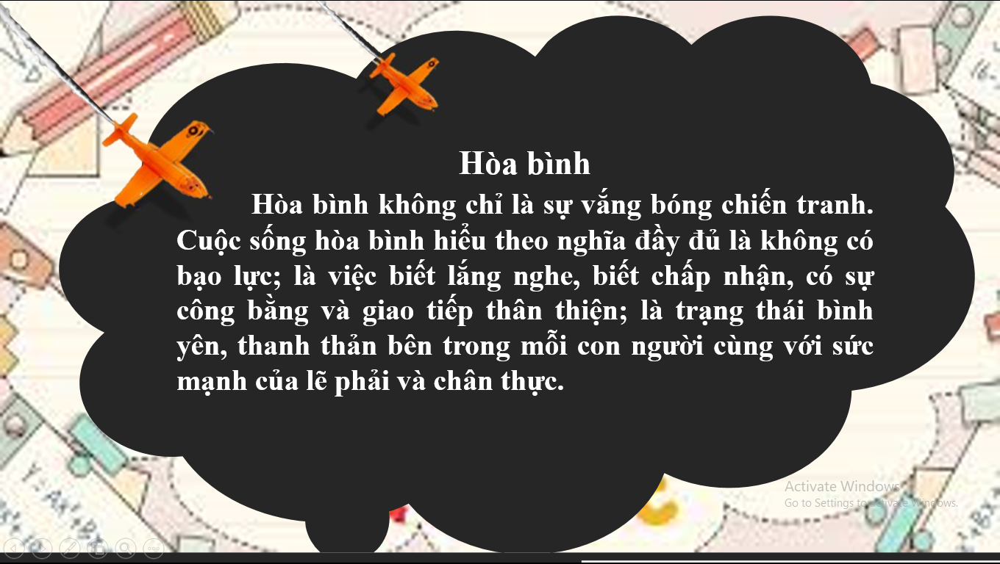 Hòa bình
Hòa bình không chỉ là sự vắng bóng chiến tranh.
Cuộc sống hòa bình hiểu theo nghĩa đầy đủ là không có
bạo lực; là việc biết lắng nghe, biết chấp nhận, có sự
công bằng và giao tiếp thân thiện; là trạng thái bình
yên, thanh thản bên trong mỗi con người cùng với sức
mạnh của lẽ phải và chân thực.
Activate Windows
Go to Settings to activate Windows.